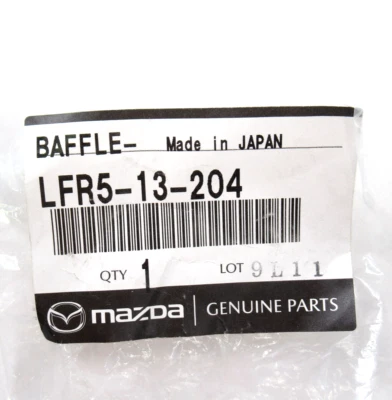 BAFFLE- Made in JAPAN
LFR5-13-204
QTY 1 LOT 9L11
mazda GENUINE PARTS